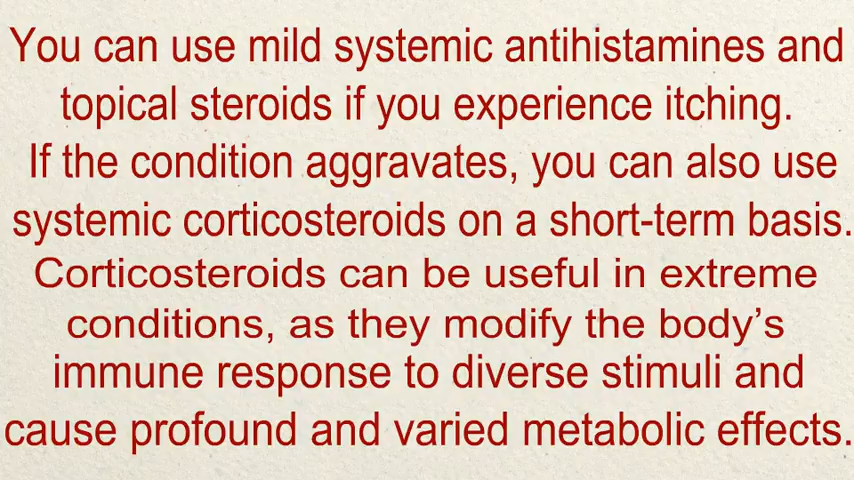 You can use mild systemic antihistamines and
topical steroids if you experience itching.
If the condition aggravates, you can also use
systemic corticosteroids on a short-term basis.
Corticosteroids can be useful in extreme
conditions, as they modify the body’s
immune response to diverse stimuli and
cause profound and varied metabolic effects.